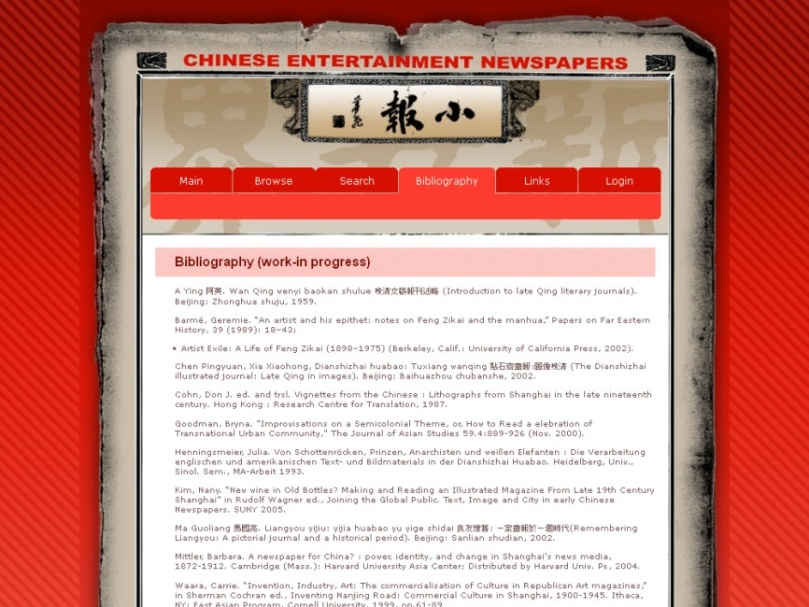 CHINESE ENTERTAINMENT NEWSPAPERS
小報
Main
Browse
Search
Bibliography
Links
Login
Bibliography (work-in progress)
A Ying 阿英. Wan Qing wenyi baokan shulue 晚清文藝報刊述略 (Introduction to late Qing literary journals).
Beijing: Zhonghua shuju, 1959.
Barmé, Geremie. "An artist and his epithet: notes on Feng Zikai and the manhua," Papers on Far Eastern
History, 39 (1989): 18–43;
• Artist Exile: A Life of Feng Zikai (1898–1975) (Berkeley, Calif.: University of California Press, 2002).
Chen Pingyuan, Xia Xiaohong, Dianshizhai huabao: Tuxiang wanqing 點石齋畫報:圖像晚清 (The Dianshizhai
illustrated journal: Late Qing in images). Beijing: Baihuazhou chubanshe, 2002.
Cohn, Don J. ed. and trsl. Vignettes from the Chinese : Lithographs from Shanghai in the late nineteenth
century. Hong Kong : Research Centre for Translation, 1987.
Goodman, Bryna. "Improvisations on a Semicolonial Theme, or, How to Read a elebration of
Transnational Urban Community," The Journal of Asian Studies 59.4:889-926 (Nov. 2000).
Henningsmeier, Julia. Von Schottenröcken, Prinzen, Anarchisten und weißen Elefanten : Die Verarbeitung
englischen und amerikanischen Text- und Bildmaterials in der Dianshizhai Huabao. Heidelberg, Univ.,
Sinol. Sem., MA-Arbeit 1993.
Kim, Nany. "New wine in Old Bottles? Making and Reading an Illustrated Magazine From Late 19th Century
Shanghai" in Rudolf Wagner ed., Joining the Global Public. Text, Image and City in early Chinese
Newspapers. SUNY 2005.
Ma Guoliang 馬國亮. Liangyou yijiu: yijia huabao yu yige shidai 良友憶舊: 一家畫報於一個時代(Remembering
Liangyou: A pictorial journal and a historical period). Beijing: Sanlian shudian, 2002.
Mittler, Barbara. A newspaper for China? : power, identity, and change in Shanghai's news media,
1872-1912. Cambridge (Mass.): Harvard University Asia Center; Distributed by Harvard Univ. Pr., 2004.
Waara, Carrie. "Invention, Industry, Art: The commercialisation of Culture in Republican Art magazines,"
in Sherman Cochran ed., Inventing Nanjing Road: Commercial Culture in Shanghai, 1900-1945. Ithaca,
NY: East Asian Program, Cornell University, 1999, pp.61-89.